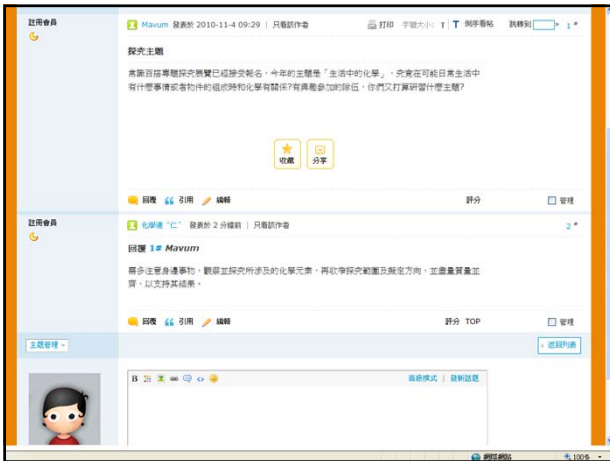 註冊會員
Mavum 發表於 2010-11-4 09:29 | 只看該作者
打印 字體大小: T | T 倒序看帖 跳轉到 » 1 #
探究主題
常識百搭專題探究展覽已經接受報名，今年的主題是「生活中的化學」，究竟在可能日常生活中
有什麼事情或者物件的組成時和化學有關係?有興趣參加的隊伍，你們又打算研習什麼主題?
收藏 分享
回覆 引用 編輯 評分 管理
註冊會員
化學連‘仁’ 發表於 2 分鐘前 | 只看該作者 2 #
回覆 1# Mavum
需多注意身邊事物，觀察並探究所涉及的化學元素，再收窄探究範圍及擬定方向，並盡量質量並
齊，以支持其結果。
回覆 引用 編輯 評分 TOP 管理
主題管理 返回列表
B 高級模式 | 發新話題
網際網路 100%